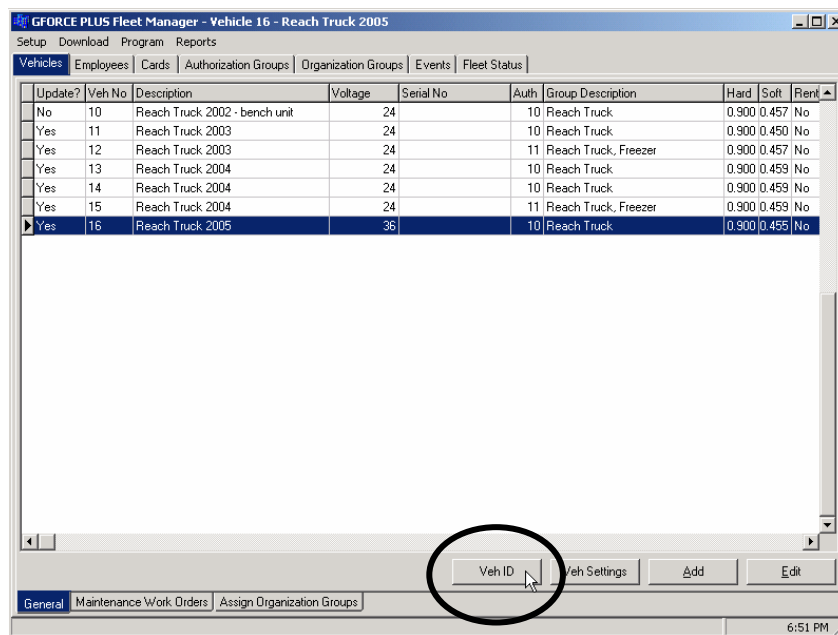 GFORCE PLUS Fleet Manager - Vehicle 16 - Reach Truck 2005
Setup Download Program Reports
Vehicles Employees Cards Authorization Groups Organization Groups Events Fleet Status
Update? Veh No Description Voltage Serial No Auth Group Description Hard Soft Rent
No 10 Reach Truck 2002 - bench unit 24 10 Reach Truck 0.900 0.457 No
Yes 11 Reach Truck 2003 24 10 Reach Truck 0.900 0.450 No
Yes 12 Reach Truck 2003 24 11 Reach Truck, Freezer 0.900 0.457 No
Yes 13 Reach Truck 2004 24 10 Reach Truck 0.900 0.459 No
Yes 14 Reach Truck 2004 24 10 Reach Truck 0.900 0.459 No
Yes 15 Reach Truck 2004 24 11 Reach Truck, Freezer 0.900 0.459 No
Yes 16 Reach Truck 2005 36 10 Reach Truck 0.900 0.455 No
Veh ID Veh Settings Add Edit
General Maintenance Work Orders Assign Organization Groups
6:51 PM